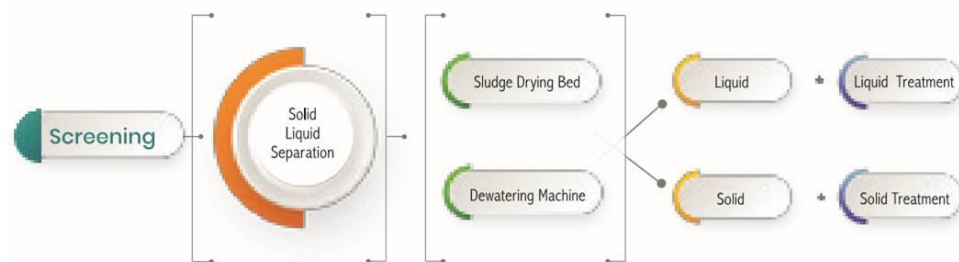 Screening
Solid
Liquid
Separation
Sludge Drying Bed
Dewatering Machine
Liquid
+
Liquid Treatment
Solid
+
Solid Treatment